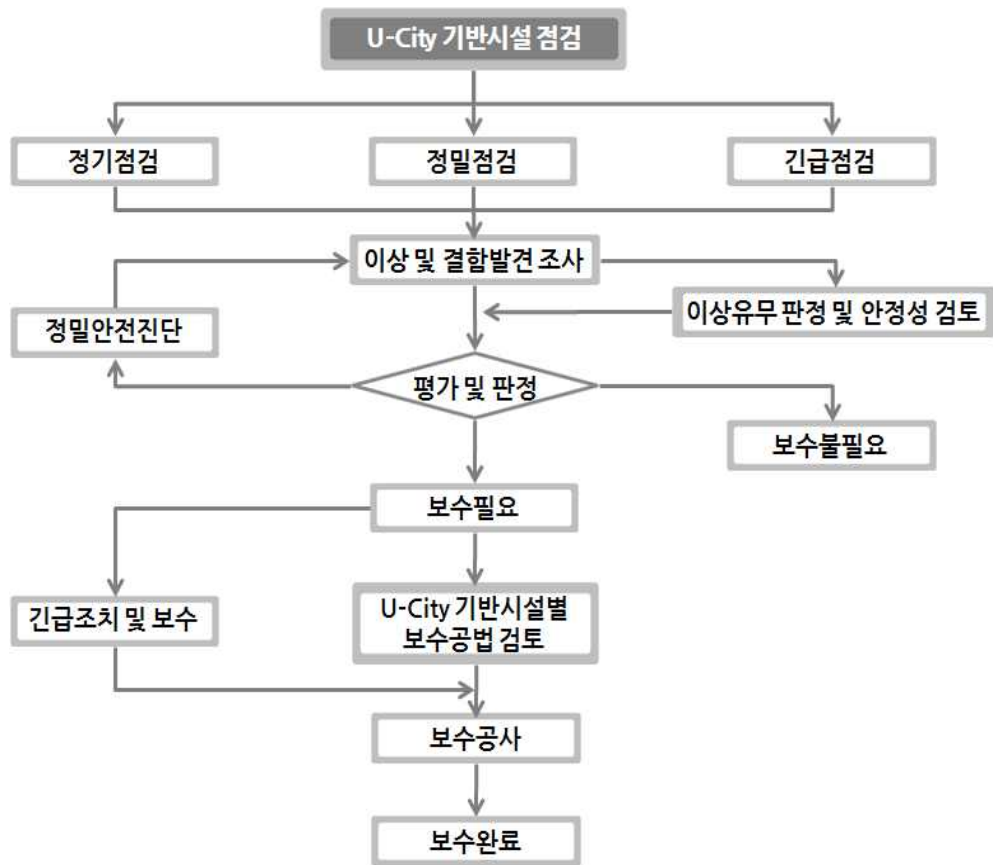 U-City 기반시설 점검
정기점검
정밀점검
긴급점검
이상 및 결함발견 조사
정밀안전진단
이상유무 판정 및 안정성 검토
평가 및 판정
보수불필요
보수필요
긴급조치 및 보수
U-City 기반시설별
보수공법 검토
보수공사
보수완료